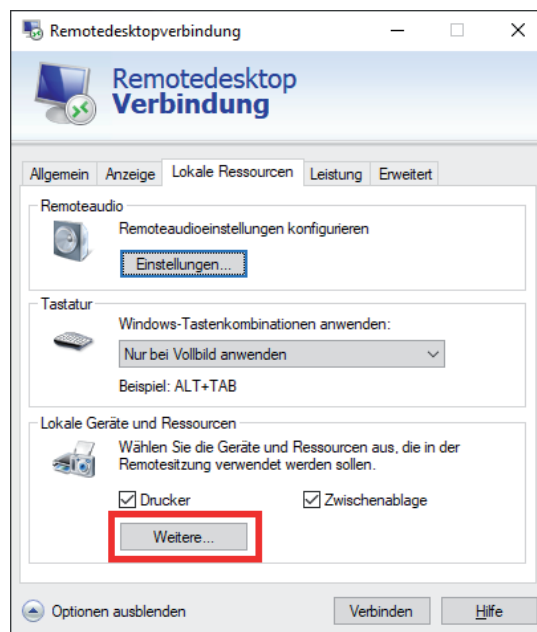 Remotedesktopverbindung
Remotedesktop
Verbindung
Allgemein Anzeige Lokale Ressourcen Leistung Erweitert
Remoteaudio
Remoteaudioeinstellungen konfigurieren
Einstellungen...
Tastatur
Windows-Tastenkombinationen anwenden:
Nur bei Vollbild anwenden
Beispiel: ALT+TAB
Lokale Geräte und Ressourcen
Wählen Sie die Geräte und Ressourcen aus, die in der
Remotesitzung verwendet werden sollen.
Drucker Zwischenablage
Weitere...
Optionen ausblenden Verbinden Hilfe